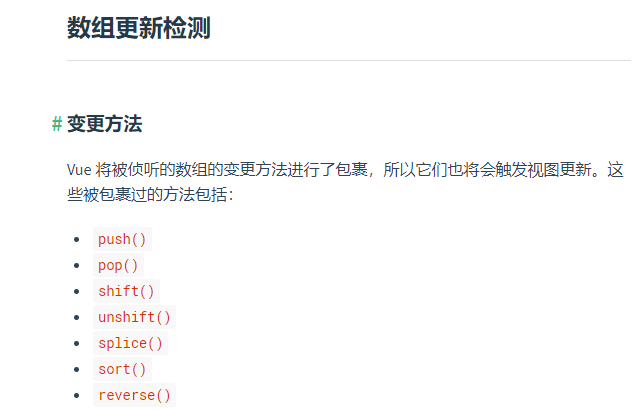 数组更新检测
# 变更方法
Vue 将被侦听的数组的变更方法进行了包裹，所以它们也将会触发视图更新。这
些被包裹过的方法包括：
push()
pop()
shift()
unshift()
splice()
sort()
reverse()